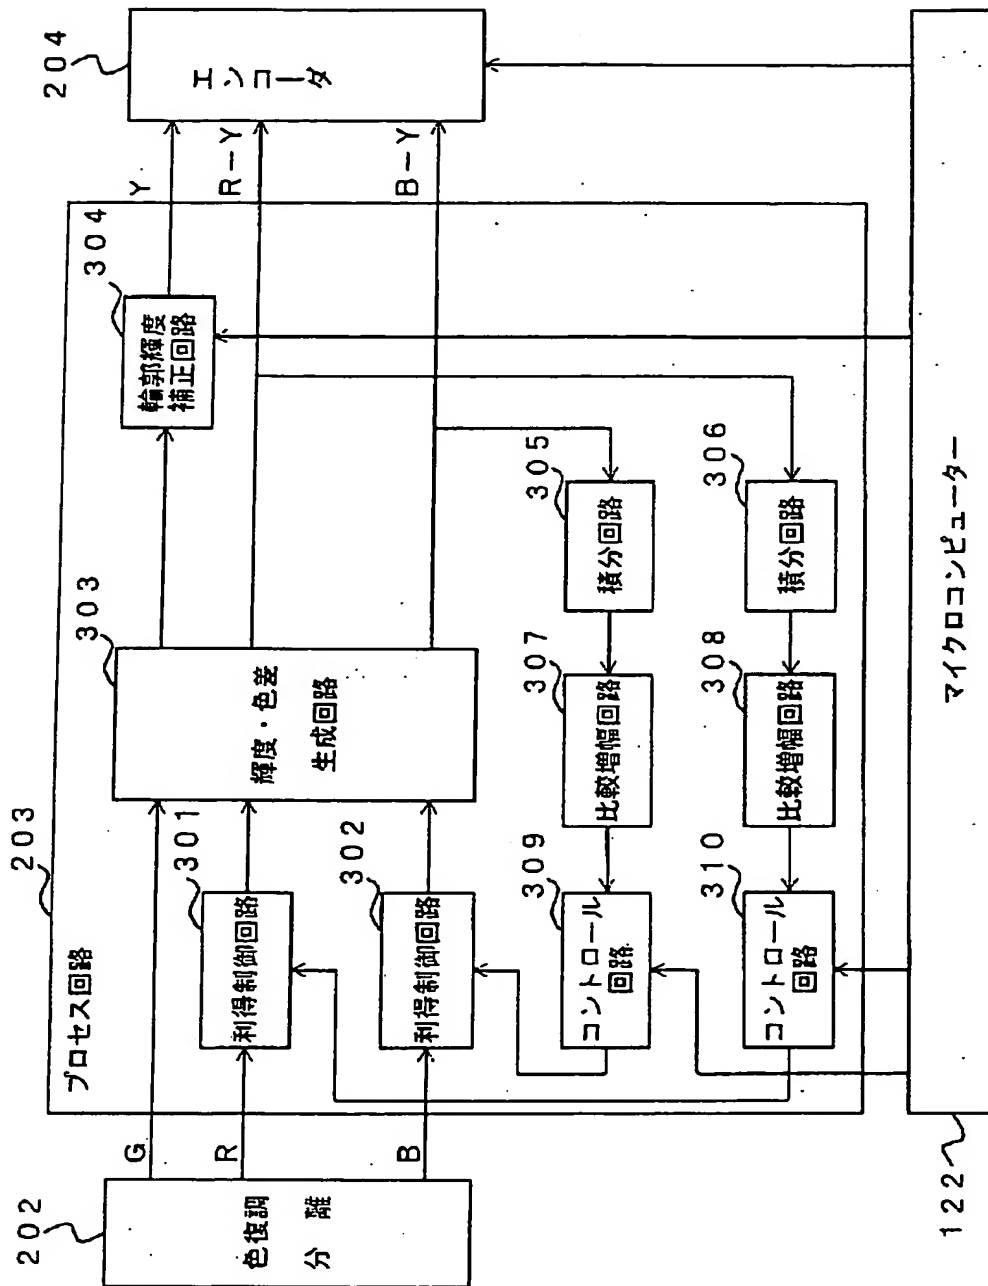 204
エンコーダ
Y
R－Y
B－Y
304
輪郭輝度
補正回路
303
輝度・色差
生成回路
305
積分回路
306
積分回路
307
比較増幅回路
308
比較増幅回路
203
プロセス回路
301
利得制御回路
302
利得制御回路
309
コントロール
回路
310
コントロール
回路
202
色復調
分離
G
R
B
122
マイクロコンピューター